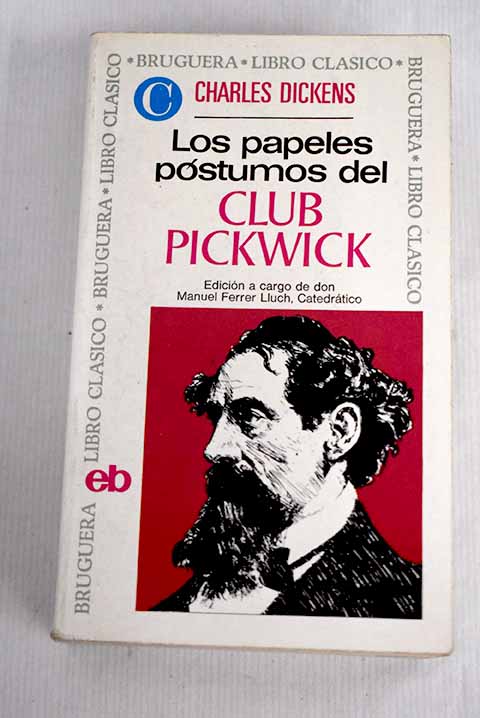 * BRUGUERA * LIBRO CLASICO *
BRUGUERA * LIBRO CLASICO
BRUGUERA * LIBRO CLASICO * BRUGUERA * LIBRO CLASICO
C
CHARLES DICKENS
Los papeles
póstumos del
CLUB
PICKWICK
Edición a cargo de don
Manuel Ferrer Lluch, Catedrático
eb